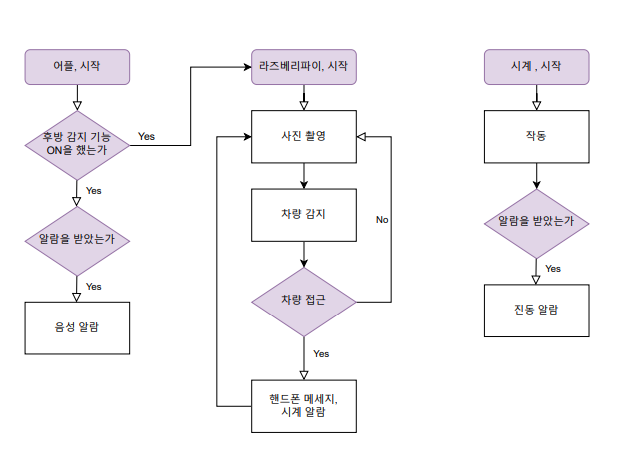 어플, 시작
후방 감지 기능
ON을 했는가
Yes
Yes
알람을 받았는가
Yes
음성 알람
라즈베리파이, 시작
사진 촬영
차량 감지
No
차량 접근
Yes
핸드폰 메세지,
시계 알람
시계 , 시작
작동
알람을 받았는가
Yes
진동 알람